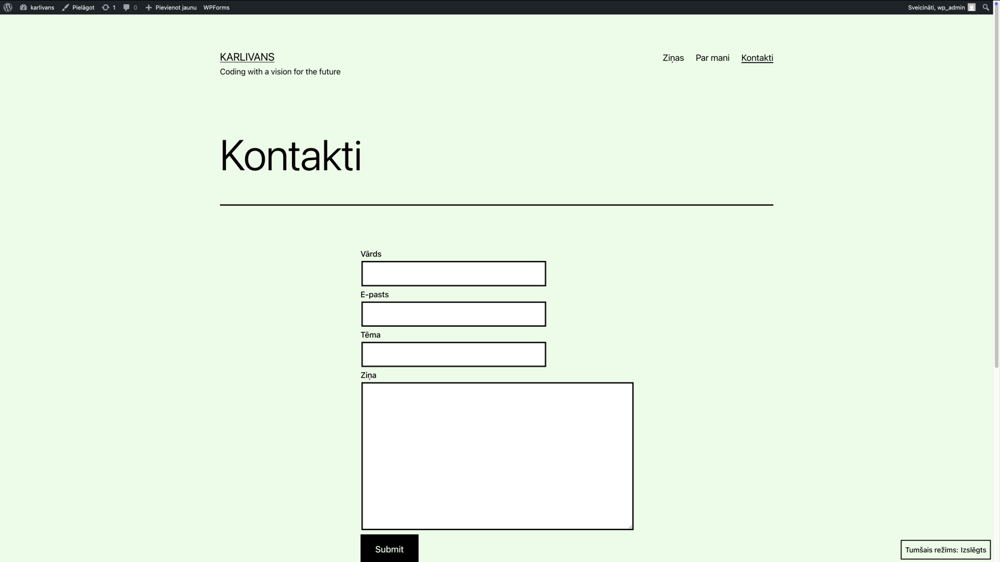 karlivans Pielāgot 1 0 Pievienot jaunu WPForms Sveicināti, wp_admin
KARLIVANS
Coding with a vision for the future
Ziņas Par mani Kontakti
Kontakti
Vārds
E-pasts
Tēma
Ziņa
Submit
Tumšais režīms: Izslēgts